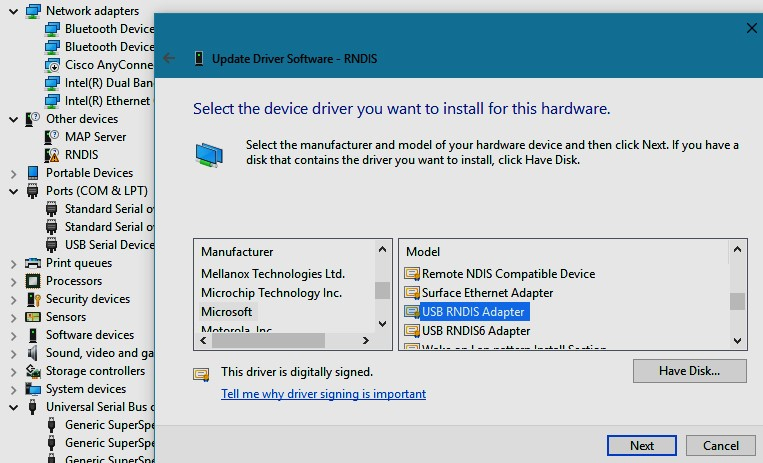 Network adapters
Bluetooth Device
Bluetooth Device
Cisco AnyConne
Intel(R) Dual Ban
Intel(R) Ethernet
Other devices
MAP Server
RNDIS
Portable Devices
Ports (COM & LPT)
Standard Serial o
Standard Serial o
USB Serial Device
Print queues
Processors
Security devices
Sensors
Software devices
Sound, video and ga
Storage controllers
System devices
Universal Serial Bus c
Generic SuperSpe
Generic SuperSpe
Generic SuperSpe
Update Driver Software - RNDIS
Select the device driver you want to install for this hardware.
Select the manufacturer and model of your hardware device and then click Next. If you have a
disk that contains the driver you want to install, click Have Disk.
Manufacturer
Mellanox Technologies Ltd.
Microchip Technology Inc.
Microsoft
Motorola, Inc.
Model
Remote NDIS Compatible Device
Surface Ethernet Adapter
USB RNDIS Adapter
USB RNDIS6 Adapter
Wake on Lan pattern Install Section
This driver is digitally signed.
Tell me why driver signing is important
Have Disk...
Next
Cancel